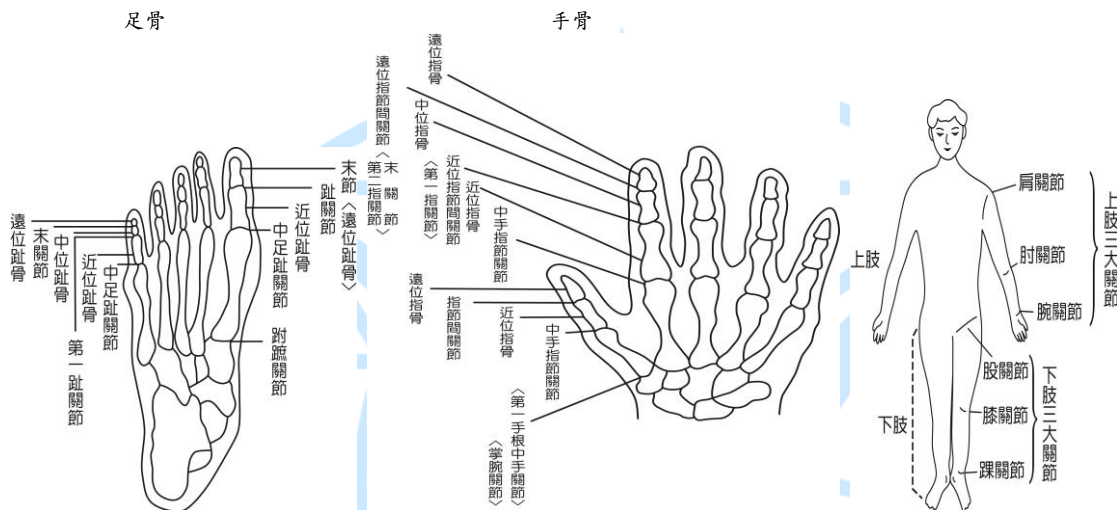 足骨
遠位趾骨
末關節
中位趾骨
近位趾骨
中足趾關節
第一趾關節
末節〈遠位趾骨〉
趾關節
近位趾骨
中足趾關節
跗蹠關節
手骨
遠位指骨
遠位指節間關節
〈末關節
第二指關節〉
中位指骨
近位指節間關節
〈第一指關節〉
近位指骨
中手指節關節
遠位指骨
指節間關節
近位指骨
中手指節關節
〈第一手根中手關節〉
〈掌腕關節〉
上肢
肩關節
肘關節
腕關節
上肢三大關節
下肢
股關節
膝關節
踝關節
下肢三大關節